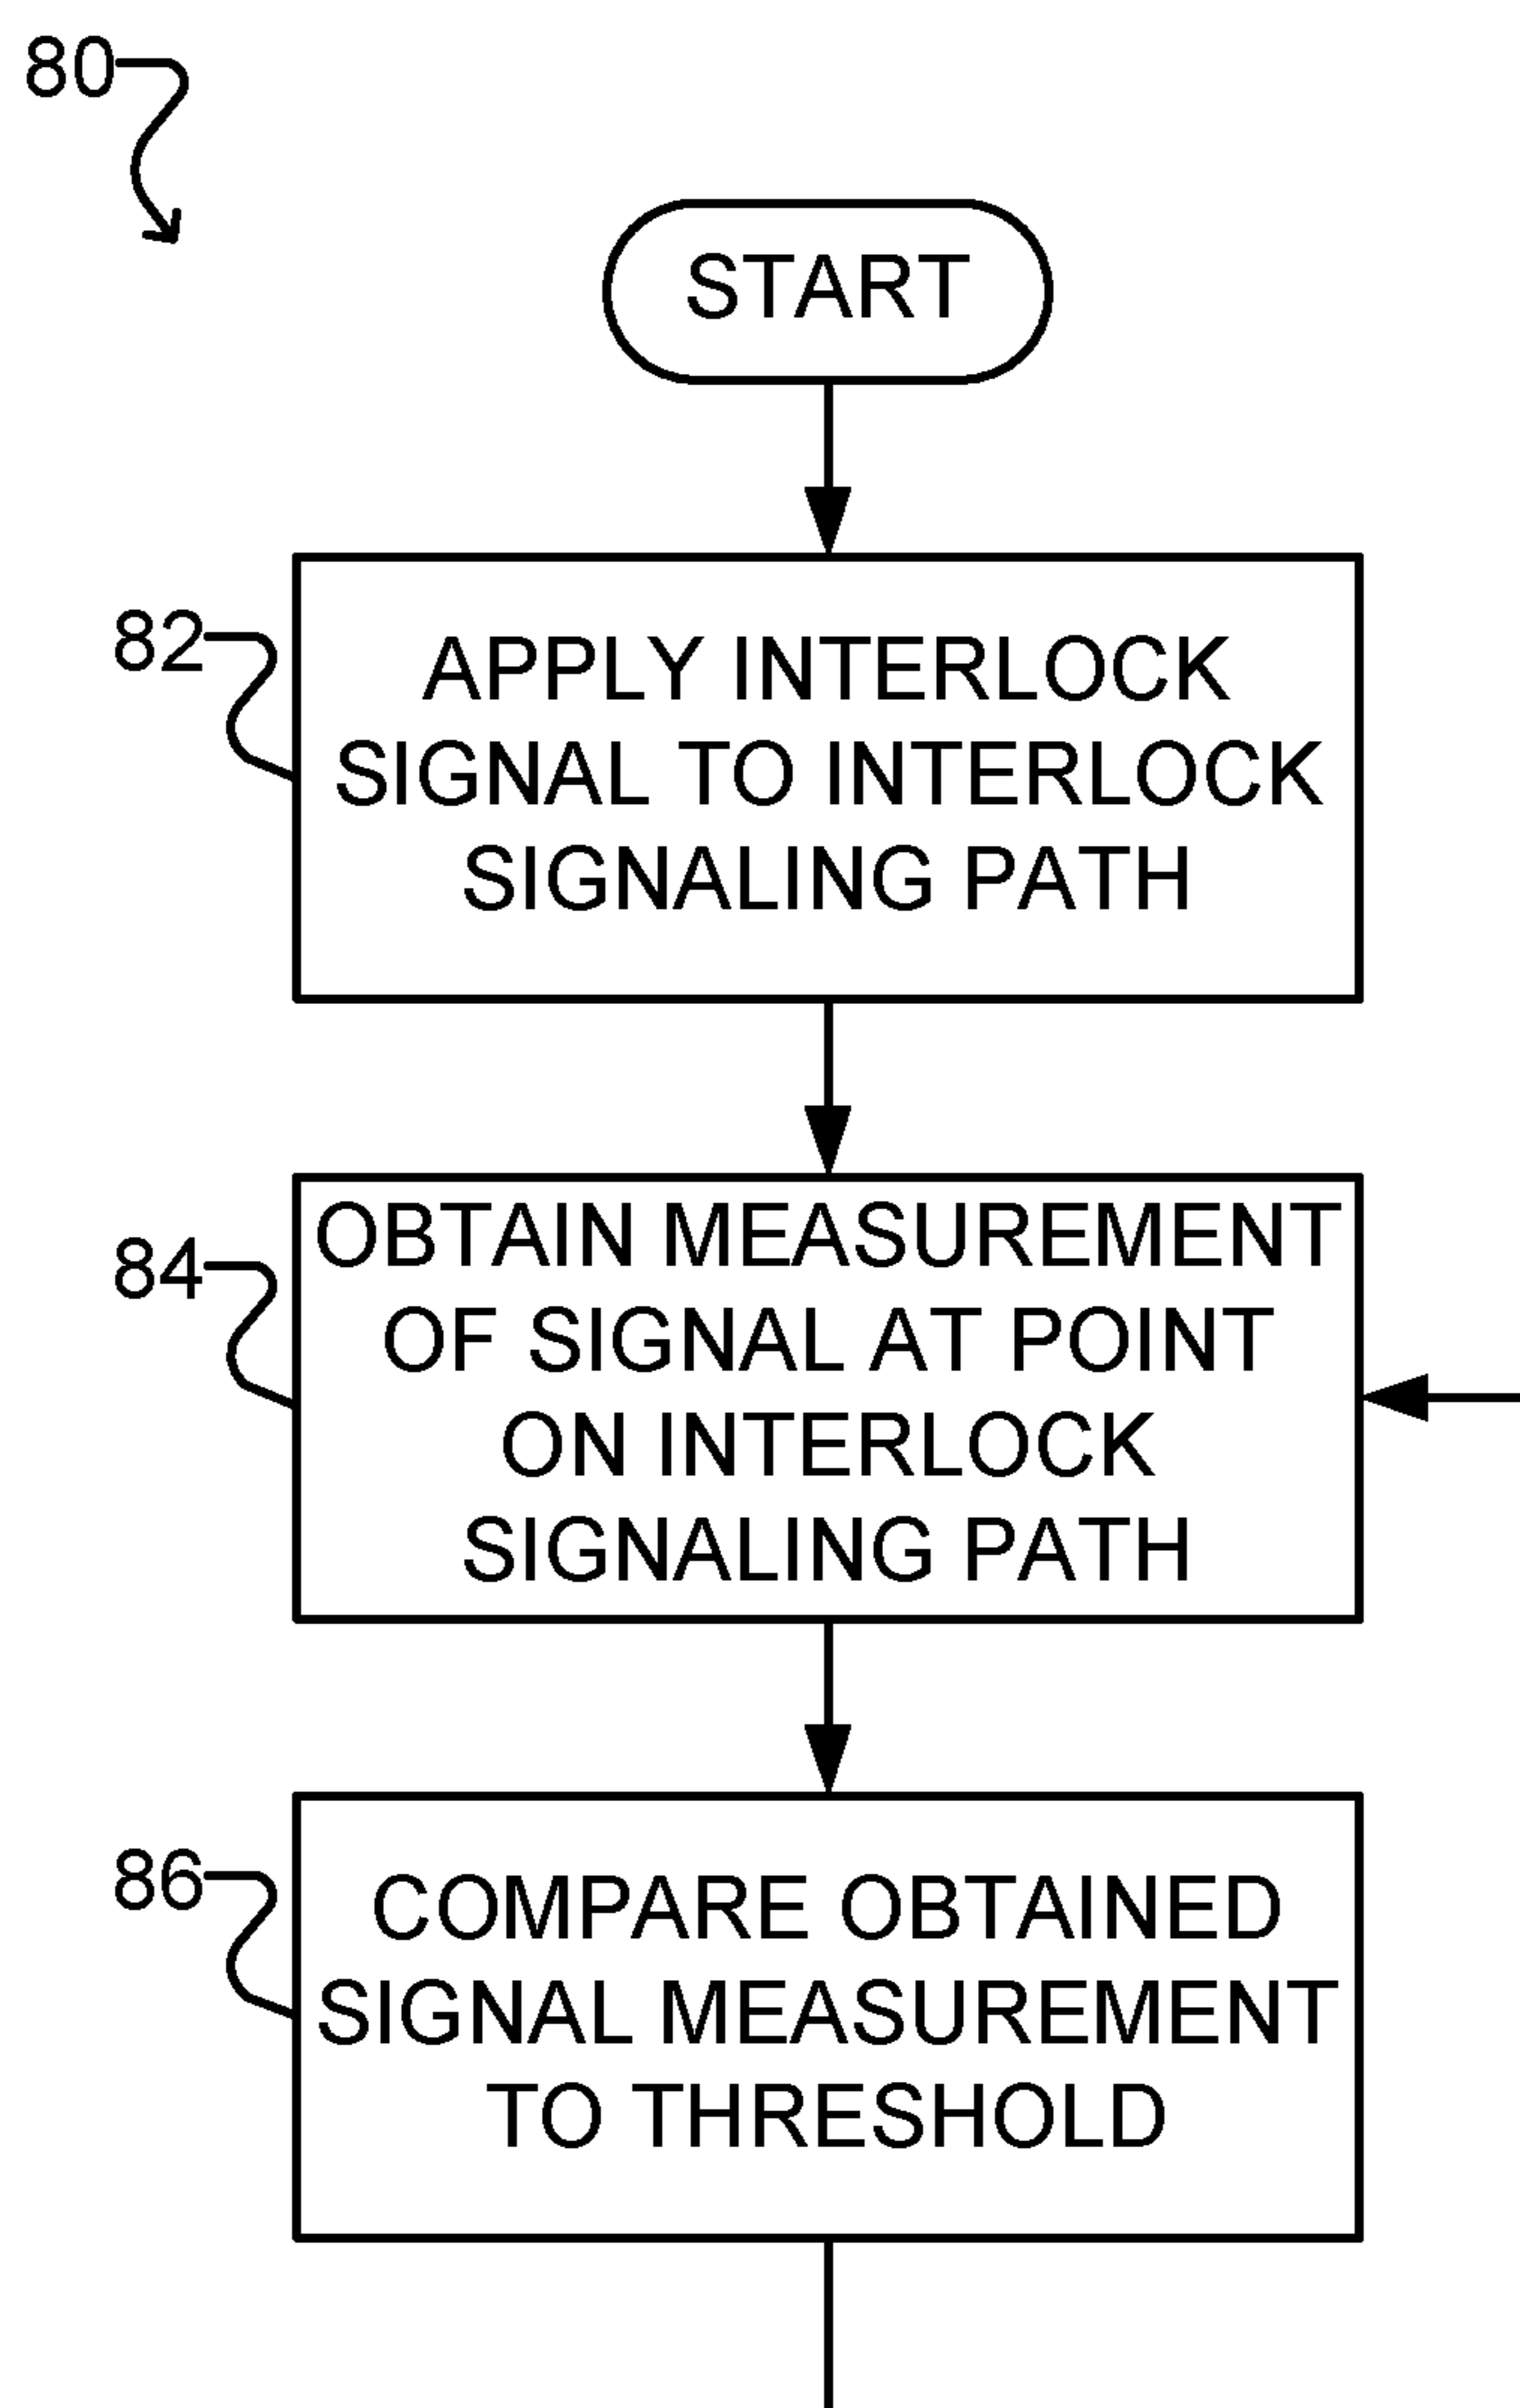 80
START
82
APPLY INTERLOCK
SIGNAL TO INTERLOCK
SIGNALING PATH
84
OBTAIN MEASUREMENT
OF SIGNAL AT POINT
ON INTERLOCK
SIGNALING PATH
86
COMPARE OBTAINED
SIGNAL MEASUREMENT
TO THRESHOLD